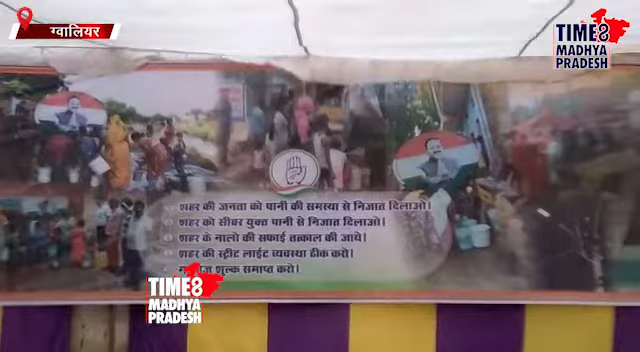 ग्वालियर
TIME8
MADHYA
PRADESH
शहर की जनता को पानी की समस्या से निजात दिलाओ।
शहर को सीवर युक्त पानी से निजात दिलाओ।
शहर के नालो की सफाई तत्काल की जाये।
शहर की स्ट्रीट लाईट व्यवस्था ठीक करो।
शुल्क समाप्त करो।
TIME8
MADHYA
PRADESH